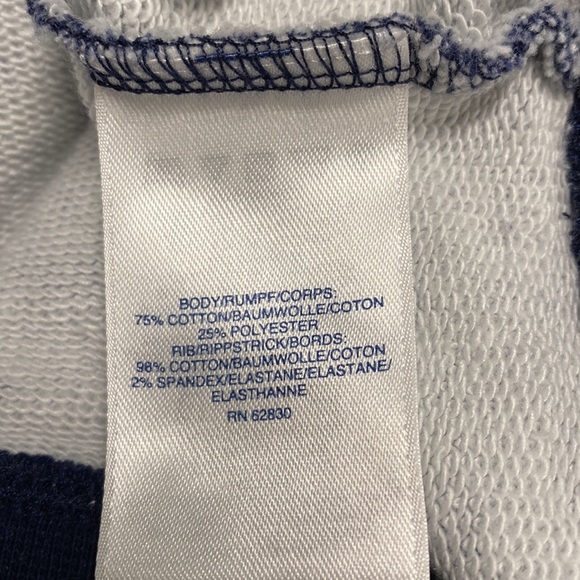 BODY/RUMPF/CORPS:
75% COTTON/BAUMWOLLE/COTON
25% POLYESTER
RIB/RIPPSTRICK/BORDS:
98% COTTON/BAUMWOLLE/COTON
2% SPANDEX/ELASTANE/ELASTANE/
ELASTHANNE
RN 62830